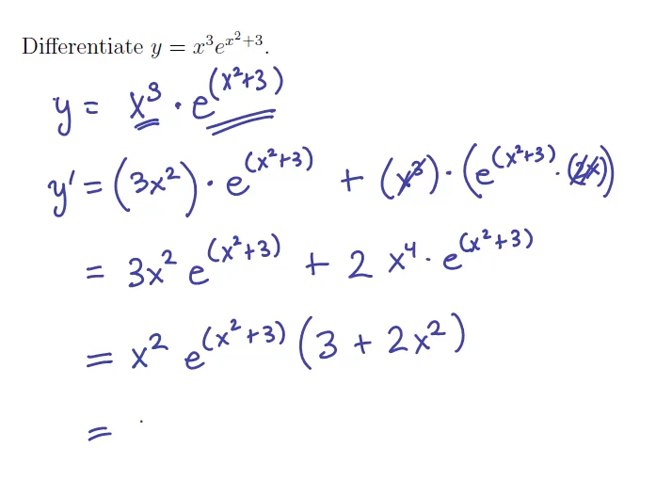 Differentiate y = x³e^{x²+3}.
y = x³ · e^{(x²+3)}
y' = (3x²) · e^{(x²+3)} + (x³) · (e^{(x²+3)} · (2x))
= 3x² e^{(x²+3)} + 2 x⁴ · e^{(x²+3)}
= x² e^{(x²+3)} (3 + 2x²)
=